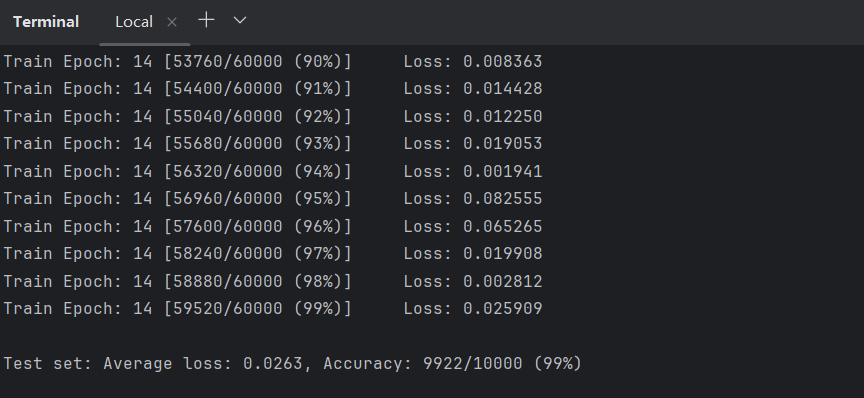 Terminal Local
Train Epoch: 14 [53760/60000 (90%)] Loss: 0.008363
Train Epoch: 14 [54400/60000 (91%)] Loss: 0.014428
Train Epoch: 14 [55040/60000 (92%)] Loss: 0.012250
Train Epoch: 14 [55680/60000 (93%)] Loss: 0.019053
Train Epoch: 14 [56320/60000 (94%)] Loss: 0.001941
Train Epoch: 14 [56960/60000 (95%)] Loss: 0.082555
Train Epoch: 14 [57600/60000 (96%)] Loss: 0.065265
Train Epoch: 14 [58240/60000 (97%)] Loss: 0.019908
Train Epoch: 14 [58880/60000 (98%)] Loss: 0.002812
Train Epoch: 14 [59520/60000 (99%)] Loss: 0.025909
Test set: Average loss: 0.0263, Accuracy: 9922/10000 (99%)